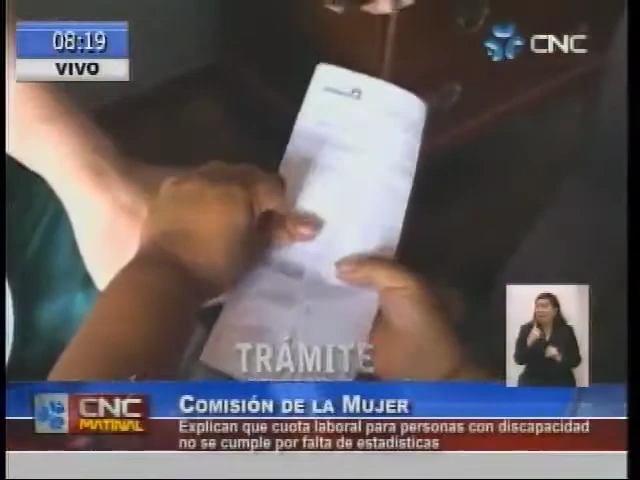 08:19
VIVO
CNC
TRÁMITE
COMISIÓN DE LA MUJER
CNC
MATINAL
Explican que cuota laboral para personas con discapacidad
no se cumple por falta de estadísticas